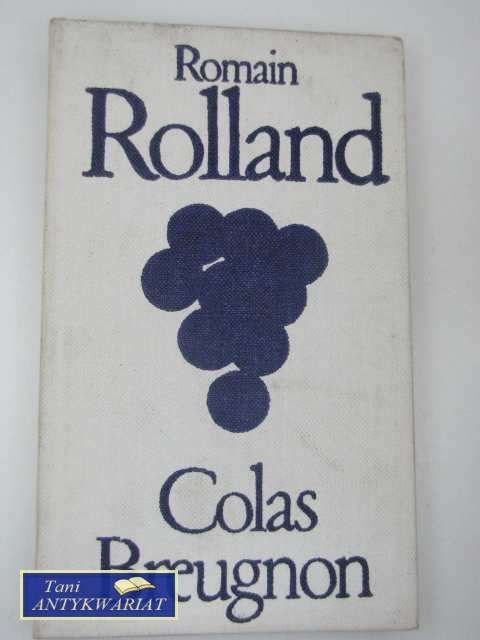 Romain
Rolland
Colas
Breugnon
Tani
ANTYKWARIAT